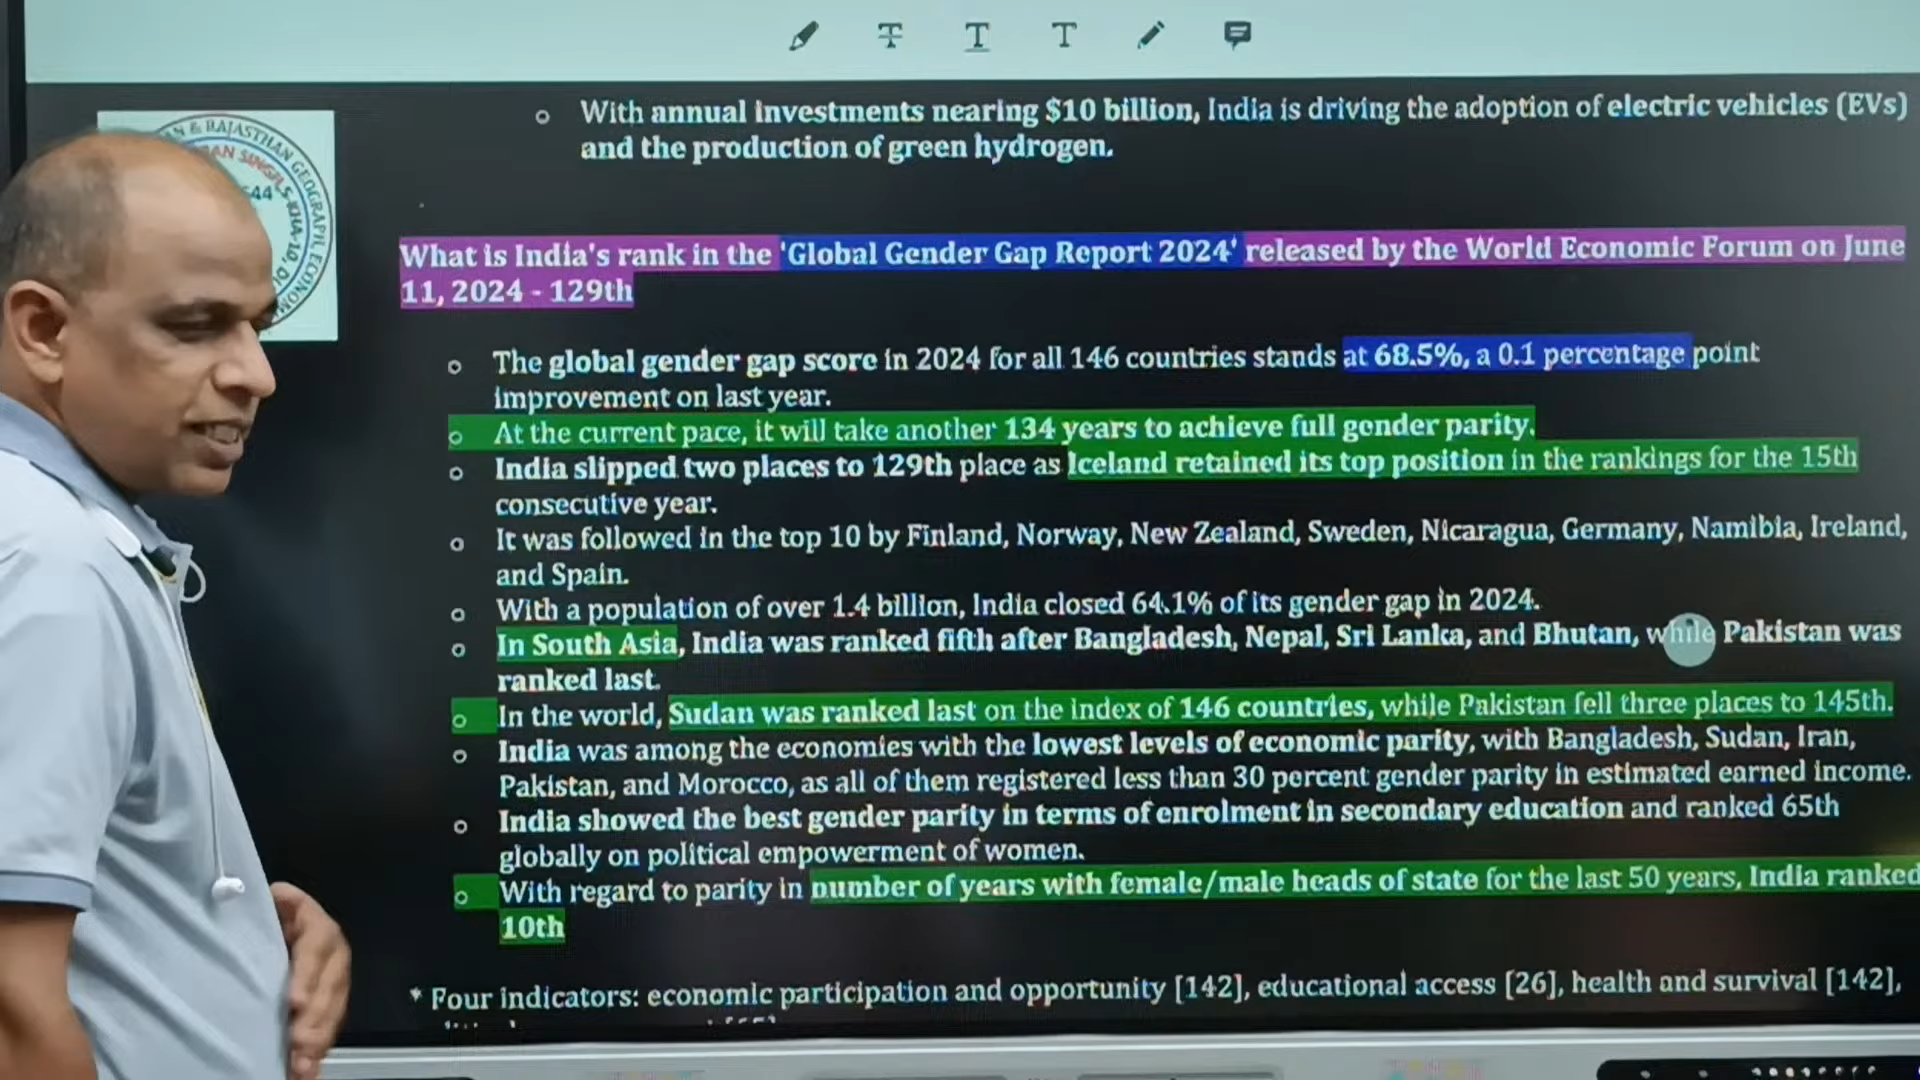 With annual investments nearing $10 billion, India is driving the adoption of electric vehicles (EVs)
and the production of green hydrogen.
& RAJASTHAN GEOGRAPH
44
What is India's rank in the 'Global Gender Gap Report 2024' released by the World Economic Forum on June
11, 2024 - 129th
The global gender gap score in 2024 for all 146 countries stands at 68.5%, a 0.1 percentage point
improvement on last year.
At the current pace, it will take another 134 years to achieve full gender parity.
India slipped two places to 129th place as Iceland retained its top position in the rankings for the 15th
consecutive year.
It was followed in the top 10 by Finland, Norway, New Zealand, Sweden, Nicaragua, Germany, Namibia, Ireland,
and Spain.
With a population of over 1.4 billion, India closed 64.1% of its gender gap in 2024.
In South Asia, India was ranked fifth after Bangladesh, Nepal, Sri Lanka, and Bhutan, while Pakistan was
ranked last.
In the world, Sudan was ranked last on the index of 146 countries, while Pakistan fell three places to 145th.
India was among the economies with the lowest levels of economic parity, with Bangladesh, Sudan, Iran,
Pakistan, and Morocco, as all of them registered less than 30 percent gender parity in estimated earned income.
India showed the best gender parity in terms of enrolment in secondary education and ranked 65th
globally on political empowerment of women.
With regard to parity in number of years with female/male heads of state for the last 50 years, India ranked
10th
* Four indicators: economic participation and opportunity [142], educational access [26], health and survival [142],